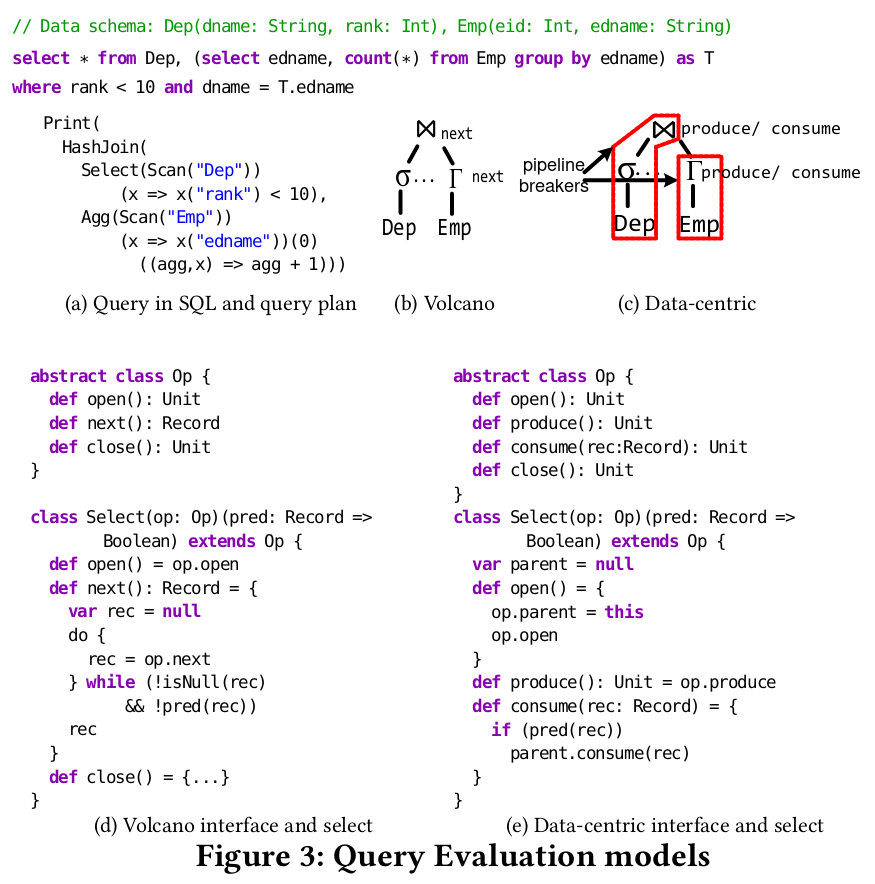 // Data schema: Dep(dname: String, rank: Int), Emp(eid: Int, edname: String)
select * from Dep, (select edname, count(*) from Emp group by edname) as T
where rank < 10 and dname = T.edname
Print(
HashJoin(
Select(Scan("Dep"))
(x => x("rank") < 10),
Agg(Scan("Emp"))
(x => x("edname"))(0)
((agg,x) => agg + 1)))
(a) Query in SQL and query plan
⋈ next
σ ··· Γ next
Dep Emp
(b) Volcano
pipeline
breakers
⋈ produce/ consume
σ ··· Γ produce/ consume
Dep Emp
(c) Data-centric
abstract class Op {
def open(): Unit
def next(): Record
def close(): Unit
}
class Select(op: Op)(pred: Record =>
Boolean) extends Op {
def open() = op.open
def next(): Record = {
var rec = null
do {
rec = op.next
} while (!isNull(rec)
&& !pred(rec))
rec
}
def close() = {...}
}
(d) Volcano interface and select
abstract class Op {
def open(): Unit
def produce(): Unit
def consume(rec:Record): Unit
def close(): Unit
}
class Select(op: Op)(pred: Record =>
Boolean) extends Op {
var parent = null
def open() = {
op.parent = this
op.open
}
def produce(): Unit = op.produce
def consume(rec: Record) = {
if (pred(rec))
parent.consume(rec)
}
}
(e) Data-centric interface and select
Figure 3: Query Evaluation models